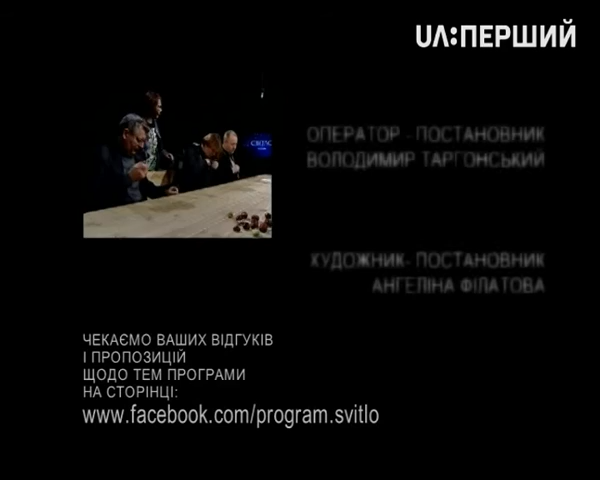 UA:ПЕРШИЙ
ОПЕРАТОР - ПОСТАНОВНИК
ВОЛОДИМИР ТАРГОНСЬКИЙ
ХУДОЖНИК- ПОСТАНОВНИК
АНГЕЛІНА ФІЛАТОВА
ЧЕКАЄМО ВАШИХ ВІДГУКІВ
І ПРОПОЗИЦІЙ
ЩОДО ТЕМ ПРОГРАМИ
НА СТОРІНЦІ:
www.facebook.com/program.svitlo